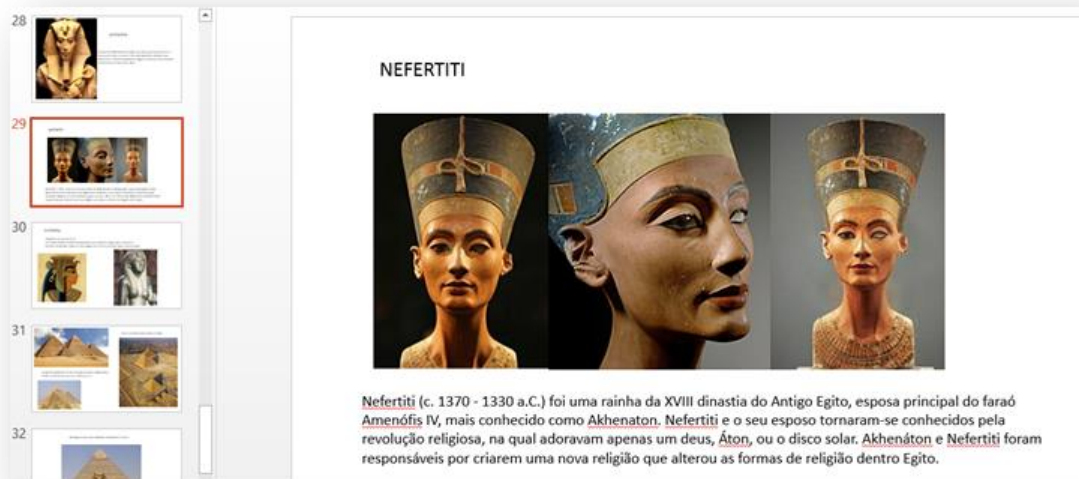 28
29
30
31
32
NEFERTITI
Nefertiti (c. 1370 - 1330 a.C.) foi uma rainha da XVIII dinastia do Antigo Egito, esposa principal do faraó
Amenófis IV, mais conhecido como Akhenaton. Nefertiti e o seu esposo tornaram-se conhecidos pela
revolução religiosa, na qual adoravam apenas um deus, Áton, ou o disco solar. Akhenáton e Nefertiti foram
responsáveis por criarem uma nova religião que alterou as formas de religião dentro Egito.